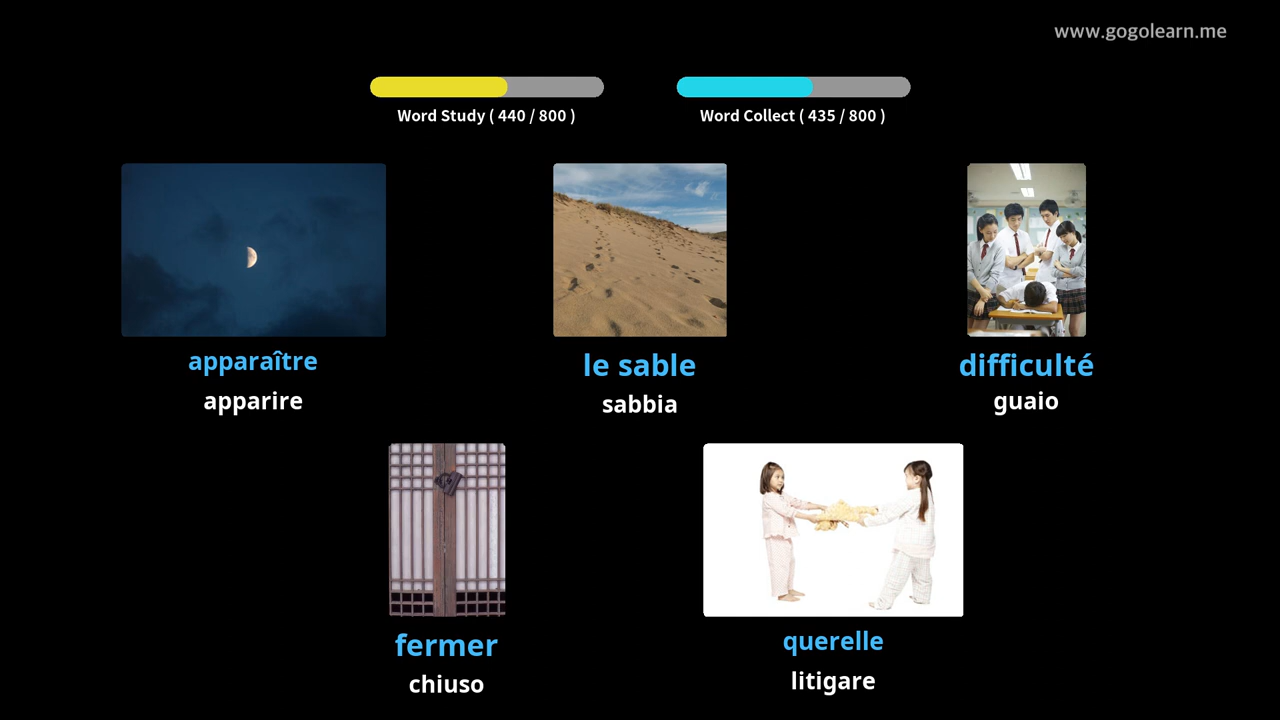 www.gogolearn.me
Word Study ( 440 / 800 )
Word Collect ( 435 / 800 )
apparaître
apparire
le sable
sabbia
difficulté
guaio
fermer
chiuso
querelle
litigare